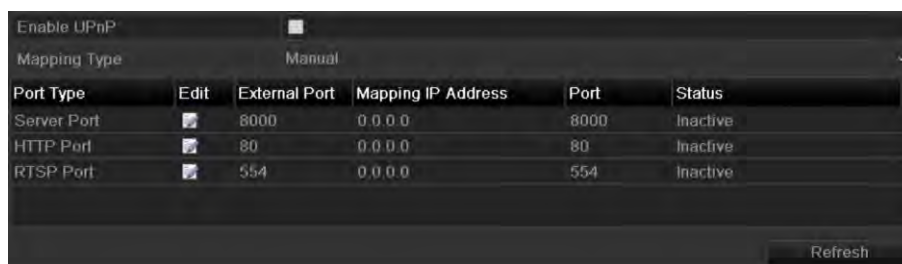 Enable UPnP
Mapping Type Manual
Port Type Edit External Port Mapping IP Address Port Status
Server Port 8000 0.0.0.0 8000 Inactive
HTTP Port 80 0.0.0.0 80 Inactive
RTSP Port 554 0.0.0.0 554 Inactive
Refresh